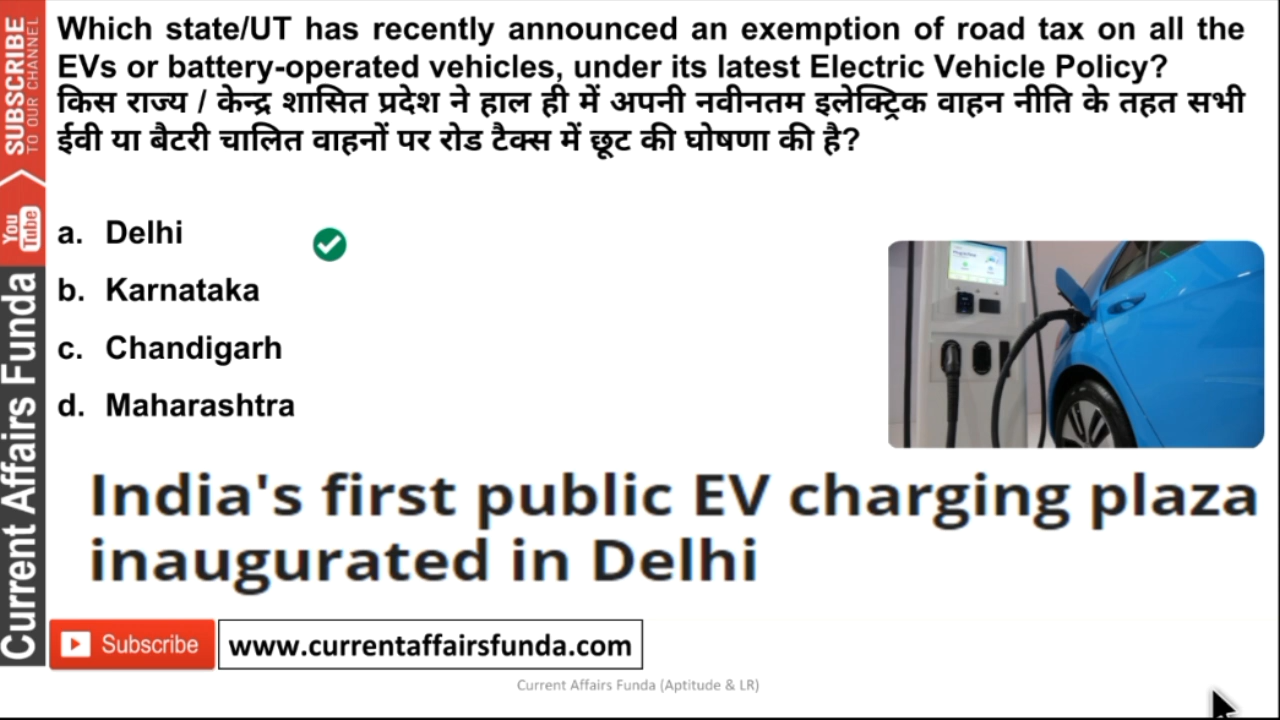 Which state/UT has recently announced an exemption of road tax on all the
EVs or battery-operated vehicles, under its latest Electric Vehicle Policy?
किस राज्य / केन्द्र शासित प्रदेश ने हाल ही में अपनी नवीनतम इलेक्ट्रिक वाहन नीति के तहत सभी
ईवी या बैटरी चालित वाहनों पर रोड टैक्स में छूट की घोषणा की है?
a. Delhi
b. Karnataka
c. Chandigarh
d. Maharashtra
India's first public EV charging plaza
inaugurated in Delhi
Subscribe
www.currentaffairsfunda.com
Current Affairs Funda (Aptitude & LR)
SUBSCRIBE
TO OUR CHANNEL
You
Tube
Current Affairs Funda